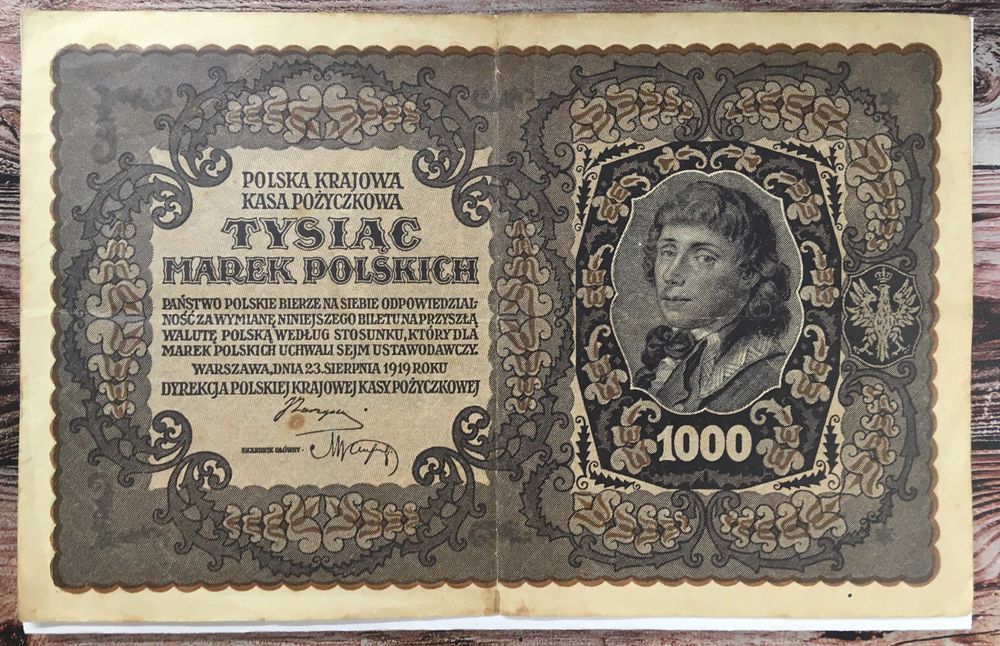 POLSKA KRAJOWA
KASA POŻYCZKOWA
TYSIĄC
MAREK POLSKICH
PAŃSTWO POLSKIE BIERZE NA SIEBIE ODPOWIEDZIAL-
NOŚĆ ZA WYMIANĘ NINIEJSZEGO BILETU NA PRZYSZŁĄ
WALUTĘ POLSKĄ WEDŁUG STOSUNKU, KTÓRY DLA
MAREK POLSKICH UCHWALI SEJM USTAWODAWCZY.
WARSZAWA, DNIA 23. SIERPNIA 1919 ROKU
DYREKCJA POLSKIEJ KRAJOWEJ KASY POŻYCZKOWEJ
SKARBNIK GŁÓWNY ·
1000